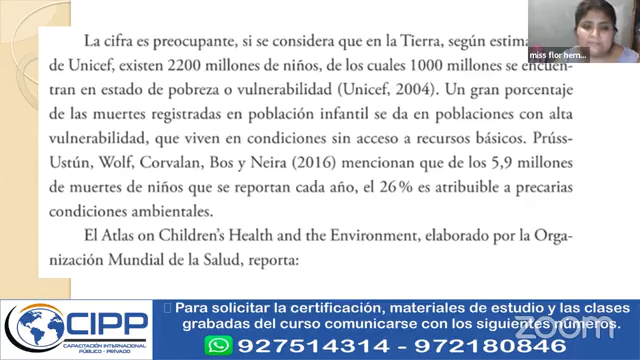 La cifra es preocupante, si se considera que en la Tierra, según estima
de Unicef, existen 2200 millones de niños, de los cuales 1000 millones se encuen-
tran en estado de pobreza o vulnerabilidad (Unicef, 2004). Un gran porcentaje
de las muertes registradas en población infantil se da en poblaciones con alta
vulnerabilidad, que viven en condiciones sin acceso a recursos básicos. Prúss-
Ustún, Wolf, Corvalan, Bos y Neira (2016) mencionan que de los 5,9 millones
de muertes de niños que se reportan cada año, el 26% es atribuible a precarias
condiciones ambientales.
El Atlas on Children's Health and the Environment, elaborado por la Orga-
nización Mundial de la Salud, reporta:
miss flor hem...
CIPP
CAPACITACIÓN INTERNACIONAL
PÚBLICO - PRIVADO
Para solicitar la certificación, materiales de estudio y las clases
grabadas del curso comunicarse con los siguientes números.
927514314 - 972180846
zoom